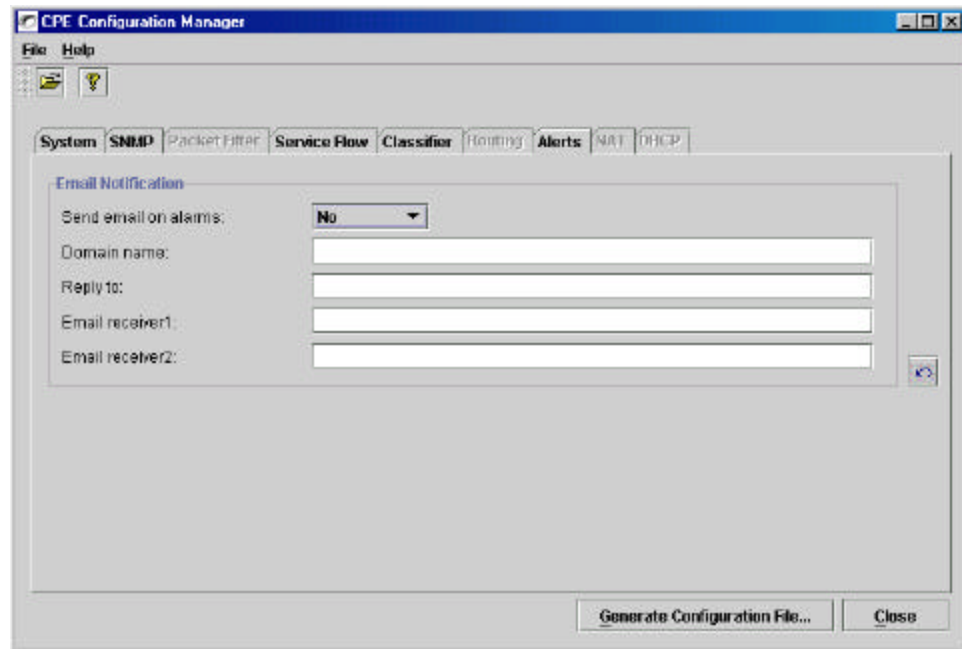 CPE Configuration Manager
File Help
System SNMP Packet Filter Service Flow Classifier Routing Alerts NAT DHCP
Email Notification
Send email on alarms: No
Domain name:
Reply to:
Email receiver1:
Email receiver2:
Generate Configuration File... Close